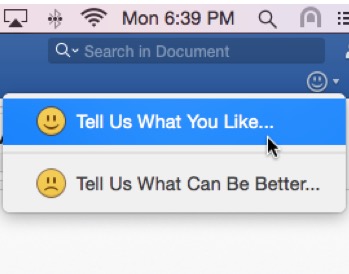 Mon 6:39 PM
Search in Document
Tell Us What You Like...
Tell Us What Can Be Better...